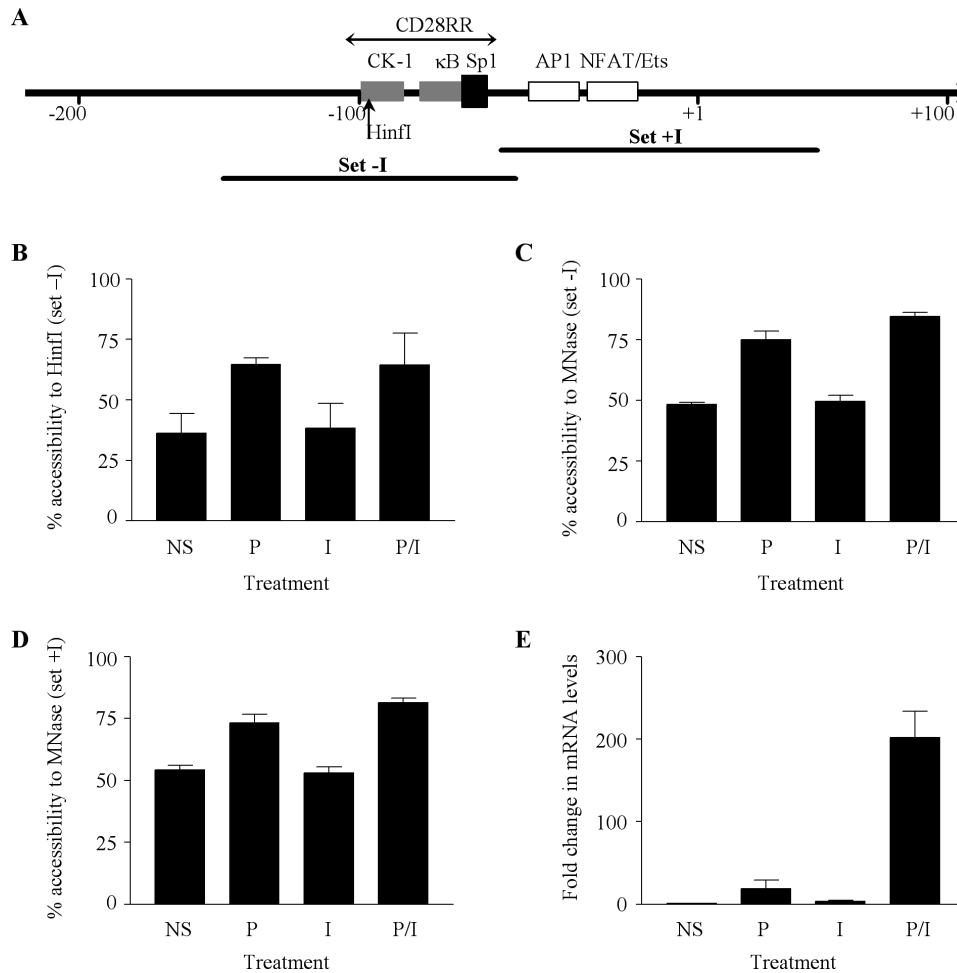 A
CD28RR
CK-1 κB Sp1 AP1 NFAT/Ets
-200 -100 +1 +100
HinfI
Set +I
Set -I
B
% accessibility to HinfI (set –I)
100
75
50
25
0
NS P I P/I
Treatment
C
% accessibility to MNase (set -I)
100
75
50
25
0
NS P I P/I
Treatment
D
% accessibility to MNase (set +I)
100
75
50
25
0
NS P I P/I
Treatment
E
Fold change in mRNA levels
300
200
100
0
NS P I P/I
Treatment